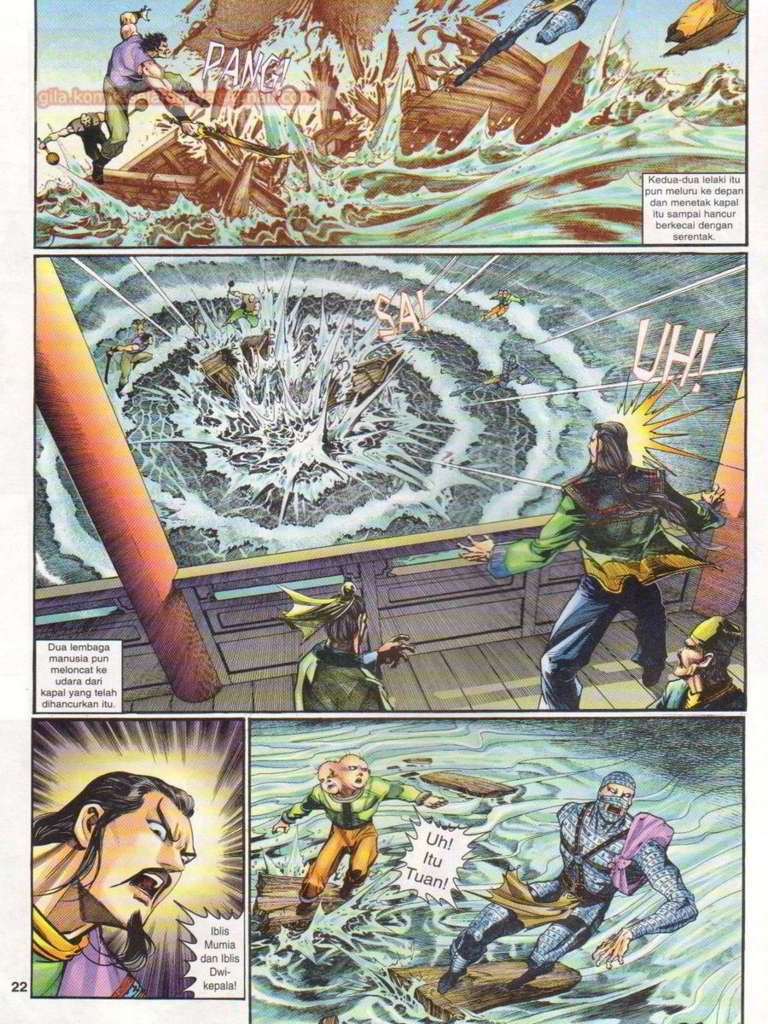 PANG!
Kedua-dua lelaki itu
pun meluru ke depan
dan menetak kapal
itu sampai hancur
berkecai dengan
serentak.
SA!
UH!
Dua lembaga
manusia pun
meloncat ke
udara dari
kapal yang telah
dihancurkan itu.
Iblis
Mumia
dan Iblis
Dwi-
kepala!
Uh!
Itu
Tuan!
22